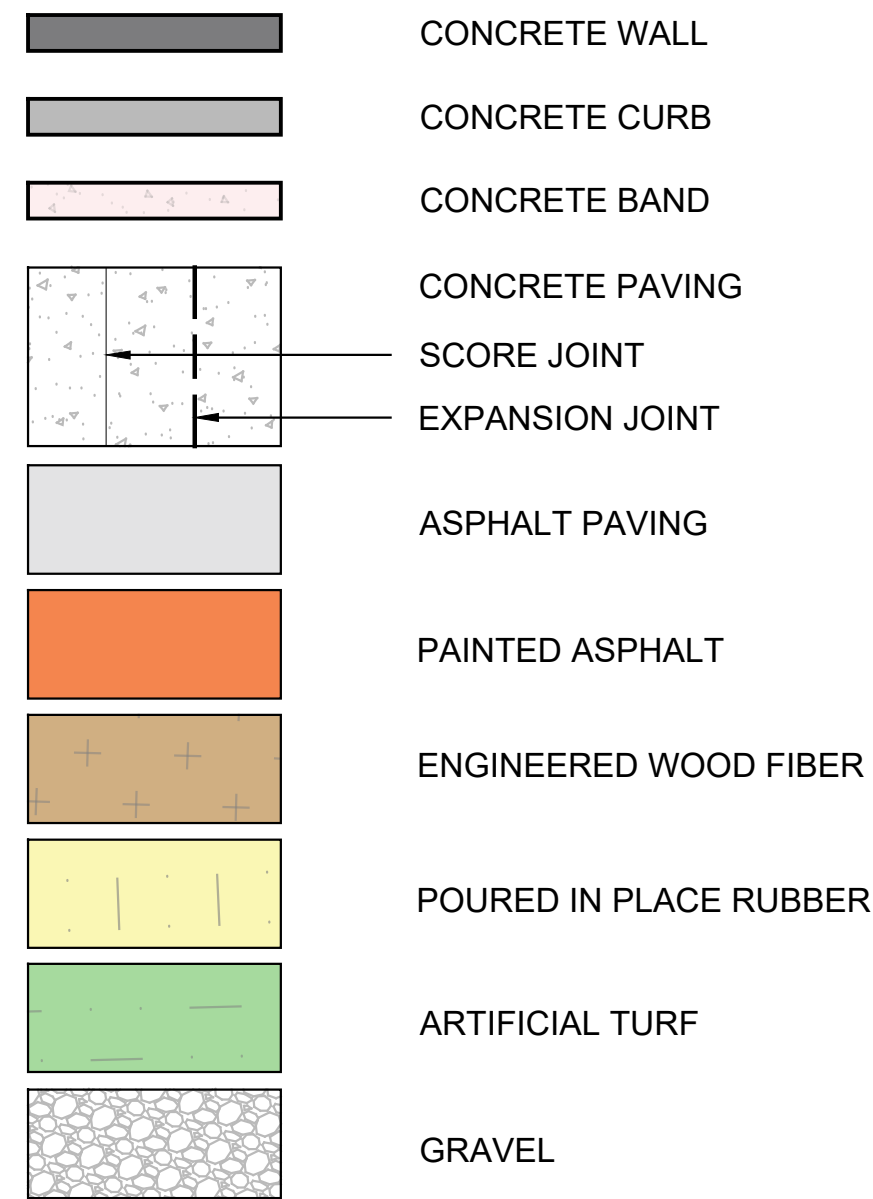 CONCRETE WALL
CONCRETE CURB
CONCRETE BAND
CONCRETE PAVING
SCORE JOINT
EXPANSION JOINT
ASPHALT PAVING
PAINTED ASPHALT
ENGINEERED WOOD FIBER
POURED IN PLACE RUBBER
ARTIFICIAL TURF
GRAVEL